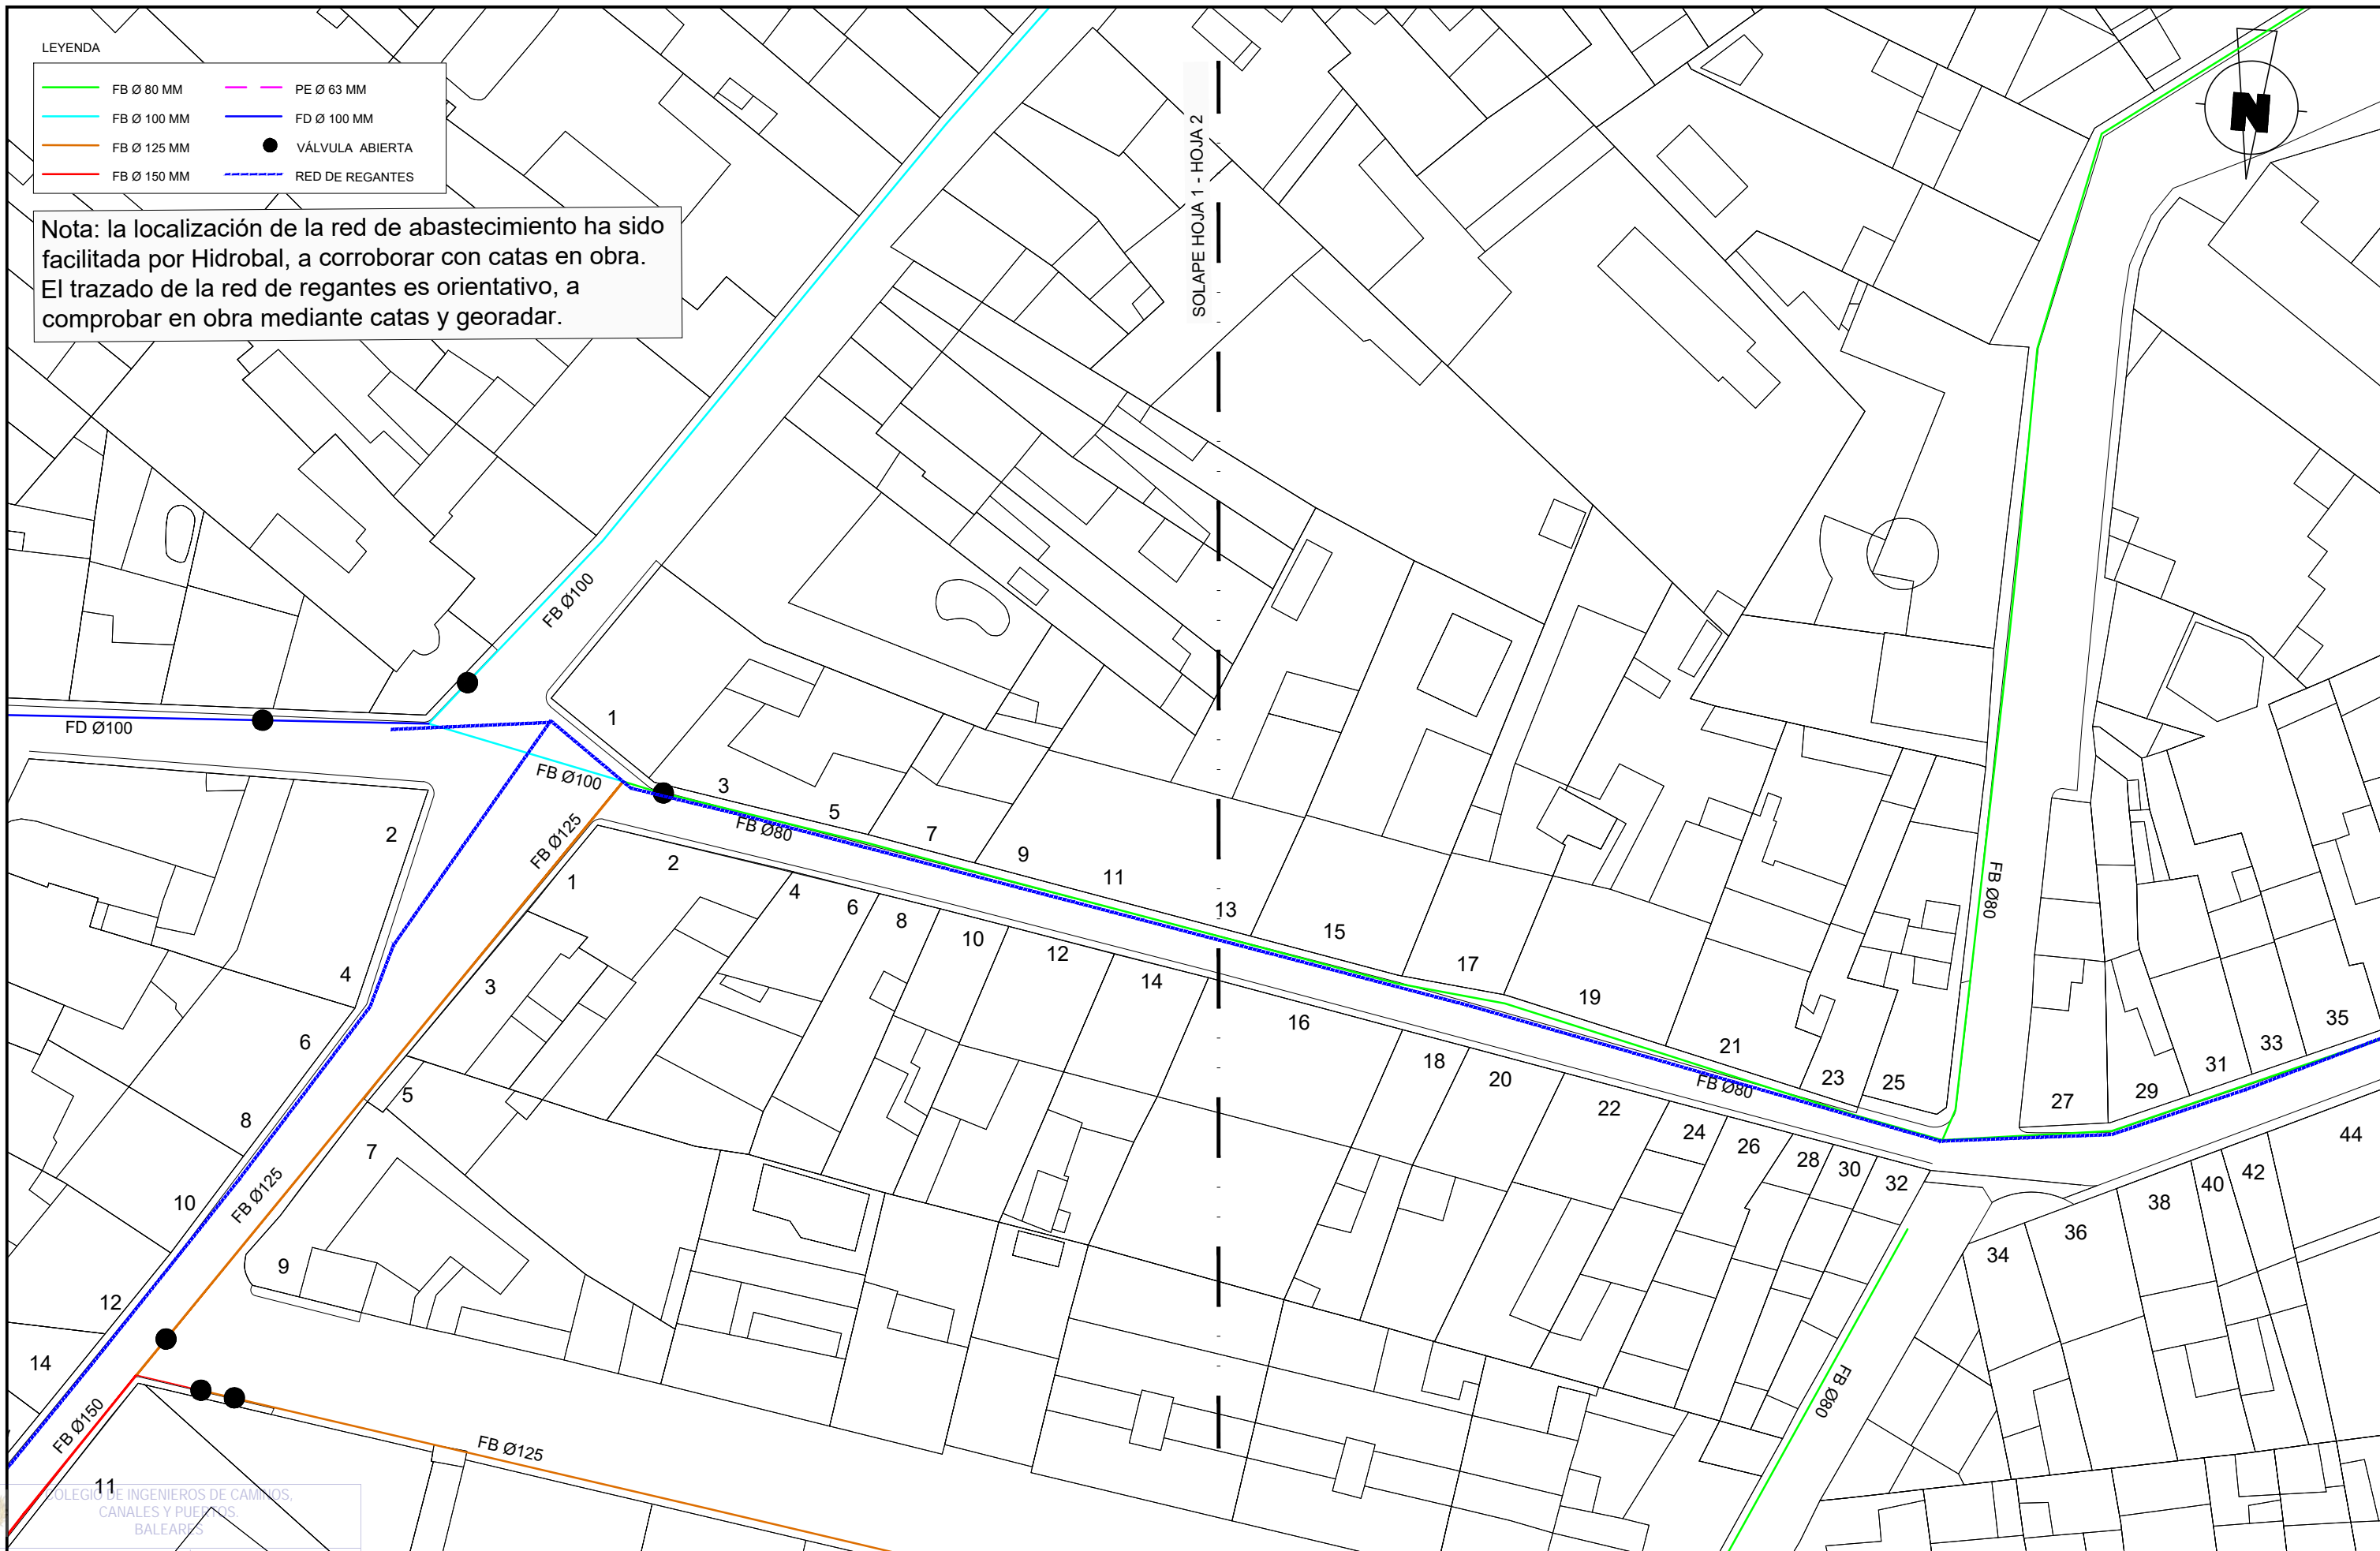 LEYENDA
FB Ø 80 MM
PE Ø 63 MM
FB Ø 100 MM
FD Ø 100 MM
FB Ø 125 MM
VÁLVULA ABIERTA
FB Ø 150 MM
RED DE REGANTES
Nota: la localización de la red de abastecimiento ha sido
facilitada por Hidrobal, a corroborar con catas en obra.
El trazado de la red de regantes es orientativo, a
comprobar en obra mediante catas y georadar.
SOLAPE HOJA 1 - HOJA 2
N
FB Ø100
FD Ø100
FB Ø100
FB Ø125
FB Ø80
FB Ø80
FB Ø80
FB Ø80
FB Ø125
FB Ø150
FB Ø125
1
3
5
7
9
11
13
15
17
19
21
23
25
27
29
31
33
35
2
4
6
8
10
12
14
16
18
20
22
24
26
28
30
32
34
36
38
40
42
44
2
4
6
8
10
12
14
1
3
5
7
9
11
COLEGIO DE INGENIEROS DE CAMINOS,
CANALES Y PUERTOS.
BALEARES